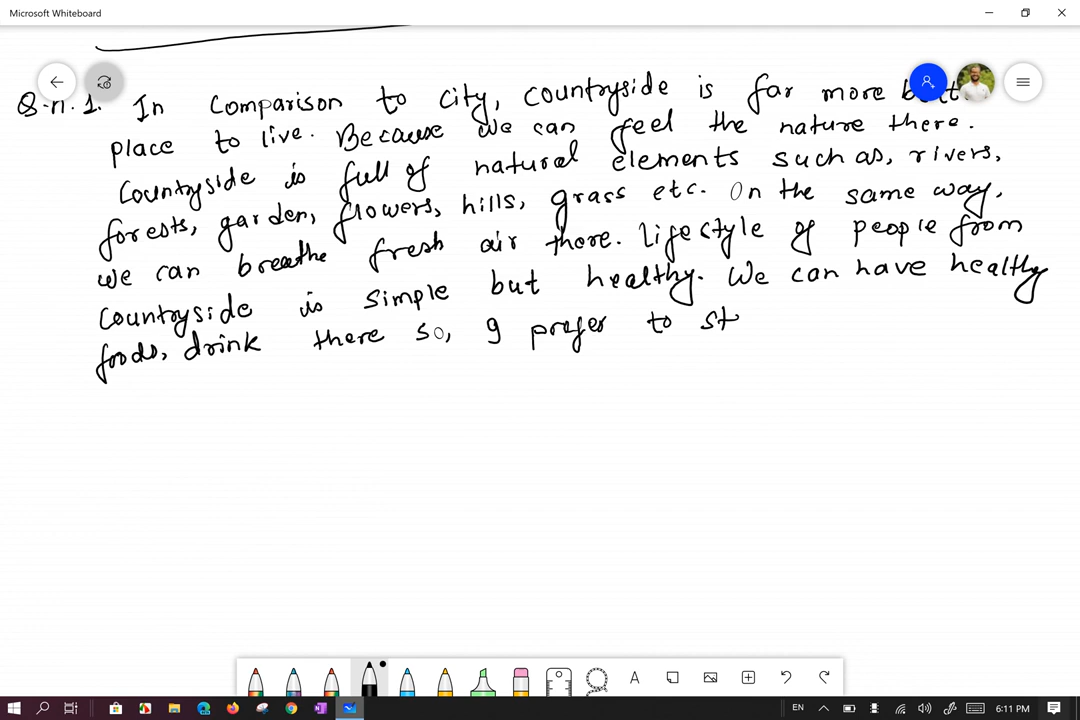 Microsoft Whiteboard
Q.n.1. In Comparison to city, countryside is far more
place to live. Because we can feel the nature there.
Countryside is full of natural elements such as, rivers,
forests, garden, flowers, hills, grass etc. On the same way,
we can breathe fresh air there. Lifestyle of people from
countryside is simple but healthy. We can have healthy
foods, drink there so, I prefer to st
A
EN
6:11 PM